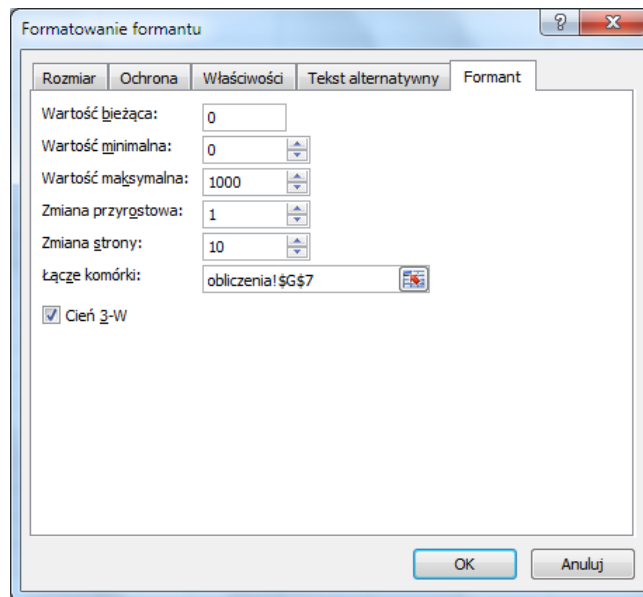 Formatowanie formantu
Rozmiar Ochrona Właściwości Tekst alternatywny Formant
Wartość bieżąca: 0
Wartość minimalna: 0
Wartość maksymalna: 1000
Zmiana przyrostowa: 1
Zmiana strony: 10
Łącze komórki: obliczenia!$G$7
Cień 3-W
OK Anuluj